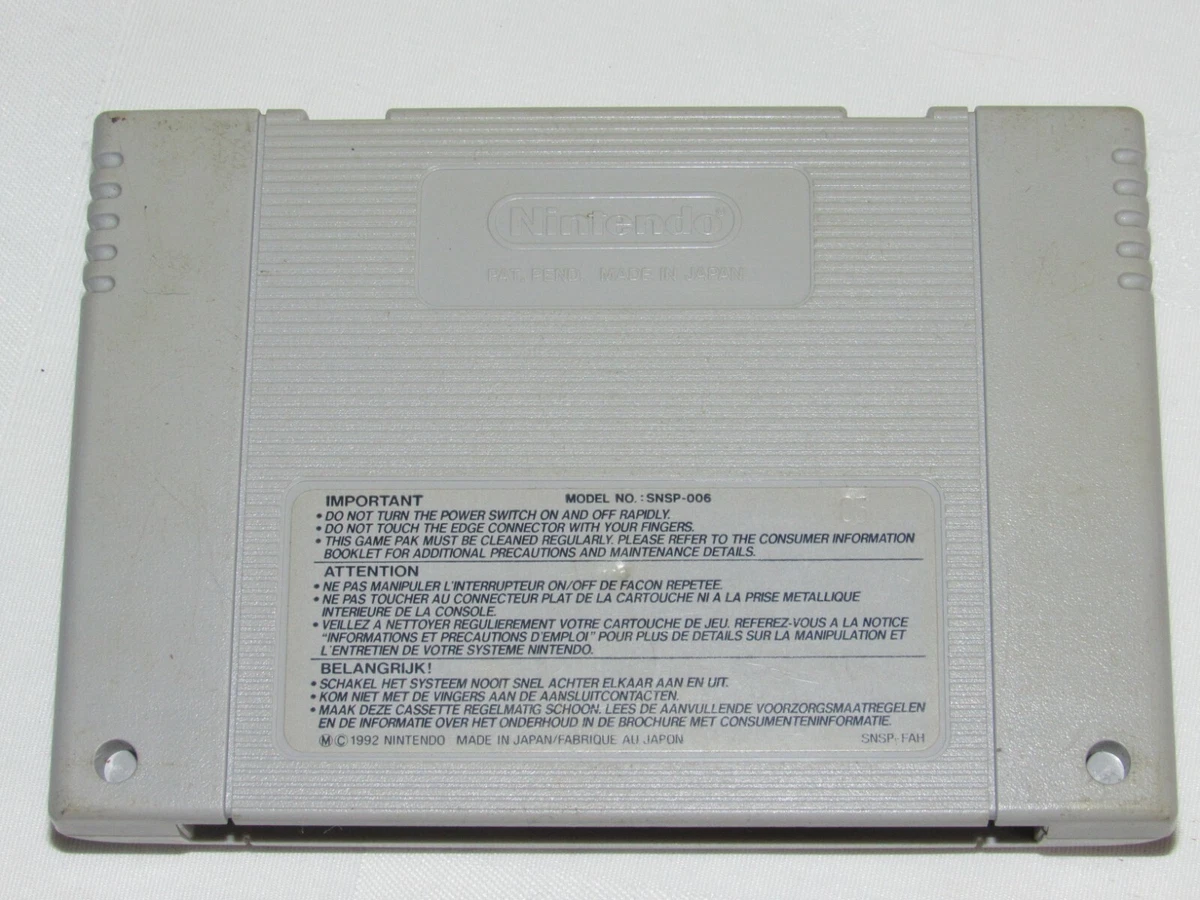 Nintendo®
PAT. PEND. MADE IN JAPAN
IMPORTANT MODEL NO. : SNSP-006
• DO NOT TURN THE POWER SWITCH ON AND OFF RAPIDLY.
• DO NOT TOUCH THE EDGE CONNECTOR WITH YOUR FINGERS.
• THIS GAME PAK MUST BE CLEANED REGULARLY. PLEASE REFER TO THE CONSUMER INFORMATION
BOOKLET FOR ADDITIONAL PRECAUTIONS AND MAINTENANCE DETAILS.
ATTENTION
• NE PAS MANIPULER L'INTERRUPTEUR ON/OFF DE FACON REPETEE.
• NE PAS TOUCHER AU CONNECTEUR PLAT DE LA CARTOUCHE NI A LA PRISE METALLIQUE
INTERIEURE DE LA CONSOLE.
• VEILLEZ A NETTOYER REGULIEREMENT VOTRE CARTOUCHE DE JEU. REFEREZ-VOUS A LA NOTICE
"INFORMATIONS ET PRECAUTIONS D'EMPLOI" POUR PLUS DE DETAILS SUR LA MANIPULATION ET
L'ENTRETIEN DE VOTRE SYSTEME NINTENDO.
BELANGRIJK!
• SCHAKEL HET SYSTEEM NOOIT SNEL ACHTER ELKAAR AAN EN UIT.
• KOM NIET MET DE VINGERS AAN DE AANSLUITCONTACTEN.
• MAAK DEZE CASSETTE REGELMATIG SCHOON. LEES DE AANVULLENDE VOORZORGSMAATREGELEN
EN DE INFORMATIE OVER HET ONDERHOUD IN DE BROCHURE MET CONSUMENTENINFORMATIE.
Ⓜ©1992 NINTENDO MADE IN JAPAN/FABRIQUE AU JAPON SNSP-FAH